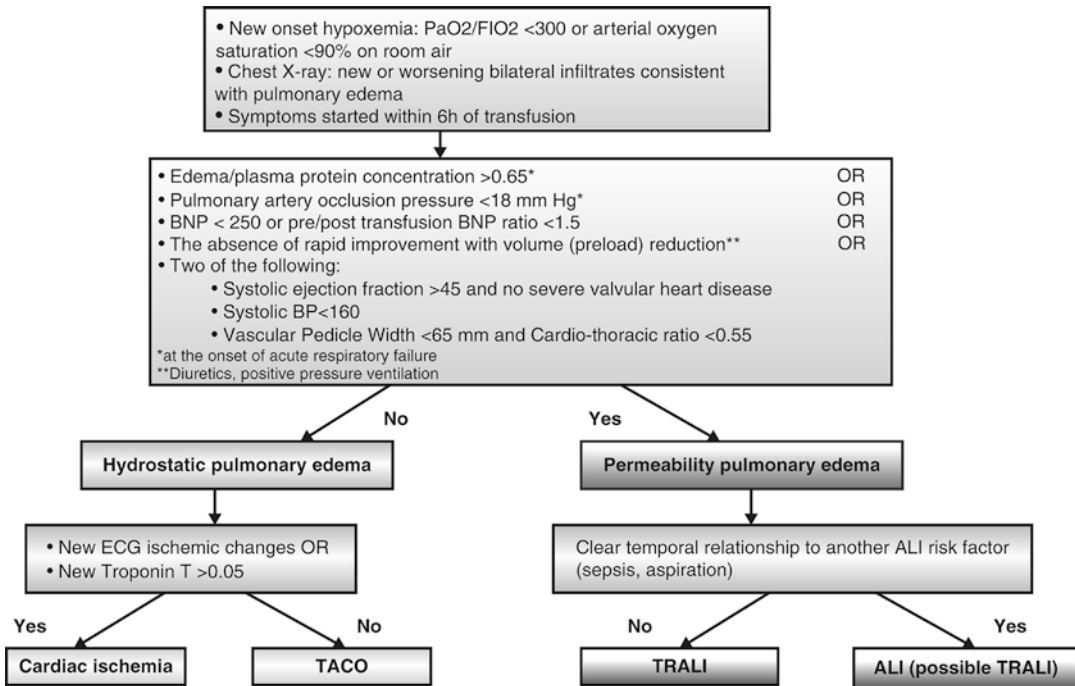 • New onset hypoxemia: PaO2/FIO2 <300 or arterial oxygen
saturation <90% on room air
• Chest X-ray: new or worsening bilateral infiltrates consistent
with pulmonary edema
• Symptoms started within 6h of transfusion
• Edema/plasma protein concentration >0.65* OR
• Pulmonary artery occlusion pressure <18 mm Hg* OR
• BNP < 250 or pre/post transfusion BNP ratio <1.5 OR
• The absence of rapid improvement with volume (preload) reduction** OR
• Two of the following:
• Systolic ejection fraction >45 and no severe valvular heart disease
• Systolic BP<160
• Vascular Pedicle Width <65 mm and Cardio-thoracic ratio <0.55
*at the onset of acute respiratory failure
**Diuretics, positive pressure ventilation
No Yes
Hydrostatic pulmonary edema Permeability pulmonary edema
• New ECG ischemic changes OR
• New Troponin T >0.05
Clear temporal relationship to another ALI risk factor
(sepsis, aspiration)
Yes No No Yes
Cardiac ischemia TACO TRALI ALI (possible TRALI)